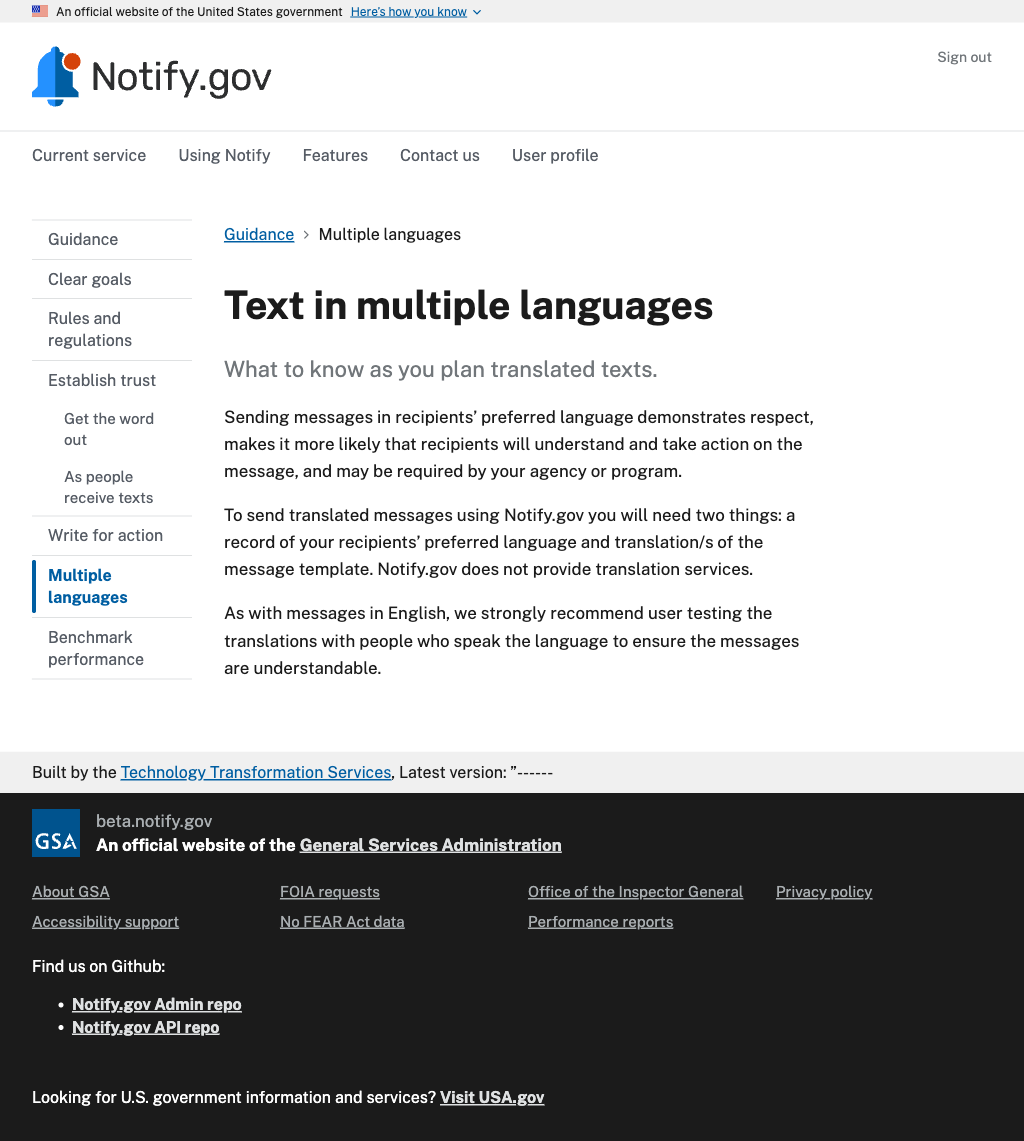 An official website of the United States government Here's how you know
Notify.gov
Sign out
Current service Using Notify Features Contact us User profile
Guidance
Clear goals
Rules and
regulations
Establish trust
Get the word
out
As people
receive texts
Write for action
Multiple
languages
Benchmark
performance
Guidance Multiple languages
Text in multiple languages
What to know as you plan translated texts.
Sending messages in recipients’ preferred language demonstrates respect,
makes it more likely that recipients will understand and take action on the
message, and may be required by your agency or program.
To send translated messages using Notify.gov you will need two things: a
record of your recipients’ preferred language and translation/s of the
message template. Notify.gov does not provide translation services.
As with messages in English, we strongly recommend user testing the
translations with people who speak the language to ensure the messages
are understandable.
Built by the Technology Transformation Services, Latest version: ”------
GSA
beta.notify.gov
An official website of the General Services Administration
About GSA FOIA requests Office of the Inspector General Privacy policy
Accessibility support No FEAR Act data Performance reports
Find us on Github:
• Notify.gov Admin repo
• Notify.gov API repo
Looking for U.S. government information and services? Visit USA.gov